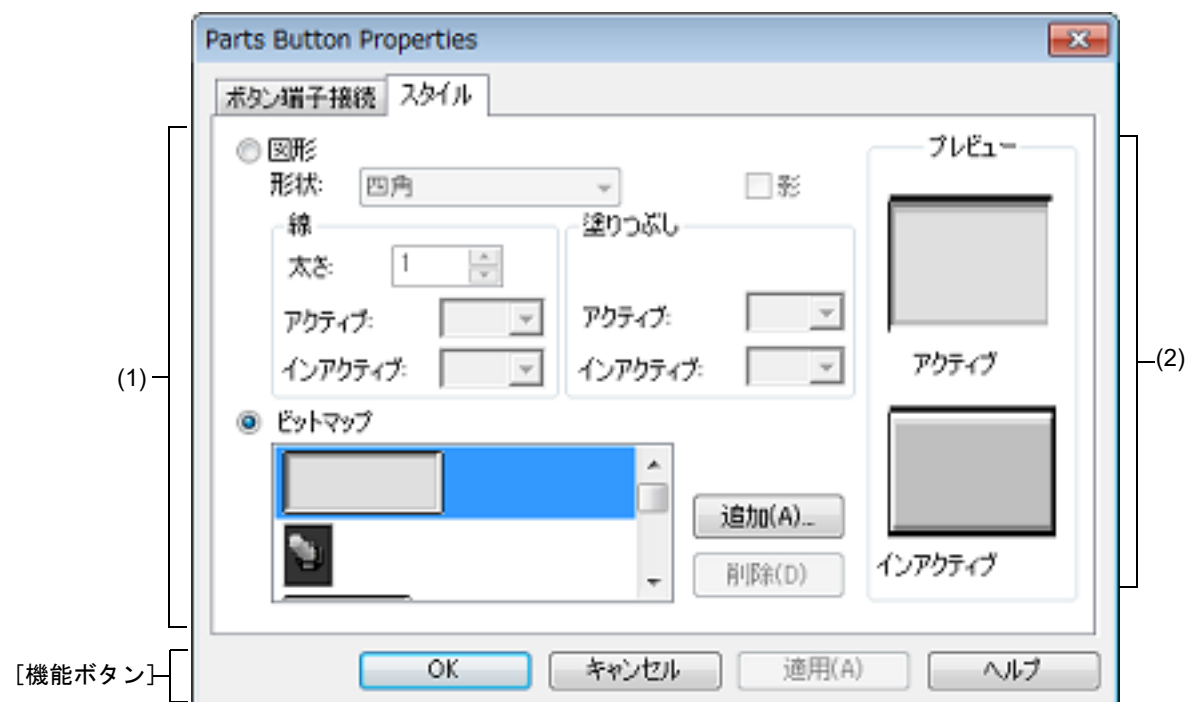 Parts Button Properties
ボタン端子接続 スタイル
図形
形状: 四角 影
線 塗りつぶし
太さ: 1
アクティブ: アクティブ:
インアクティブ: インアクティブ:
ビットマップ
追加(A)...
削除(D)
プレビュー
アクティブ
インアクティブ
(1)
(2)
[機能ボタン]
OK キャンセル 適用(A) ヘルプ